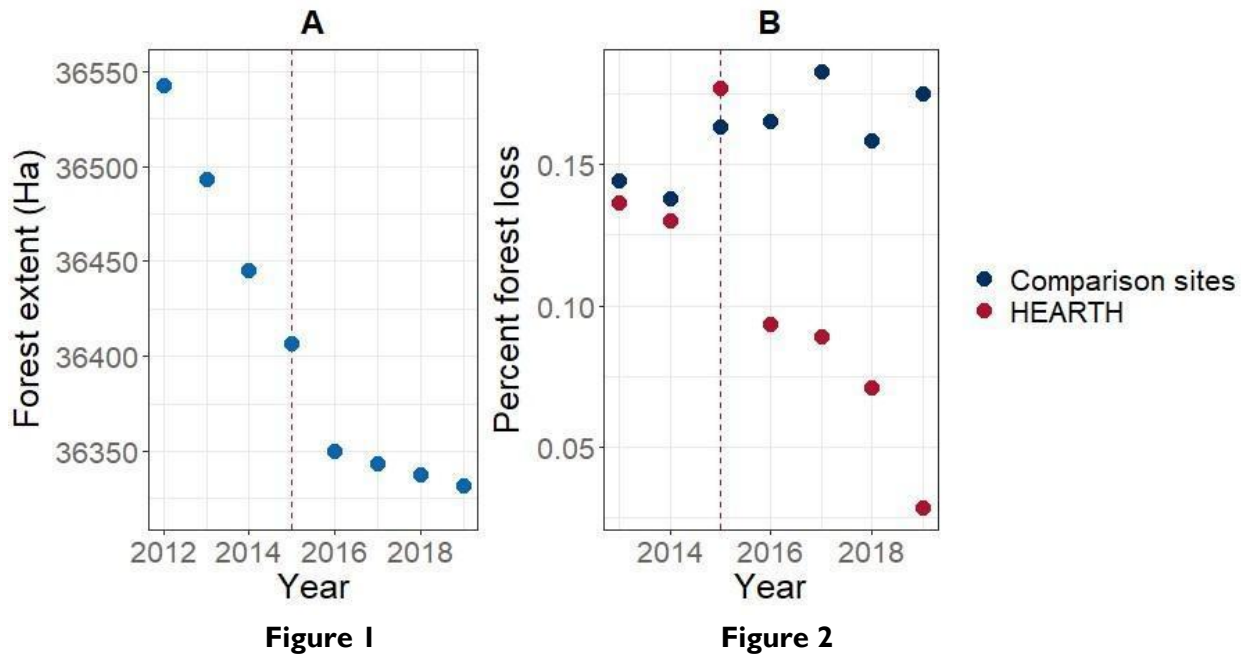 A
Forest extent (Ha)
36550
36500
36450
36400
36350
2012 2014 2016 2018
Year
Figure 1
B
Percent forest loss
0.15
0.10
0.05
2014 2016 2018
Year
Figure 2
Comparison sites
HEARTH